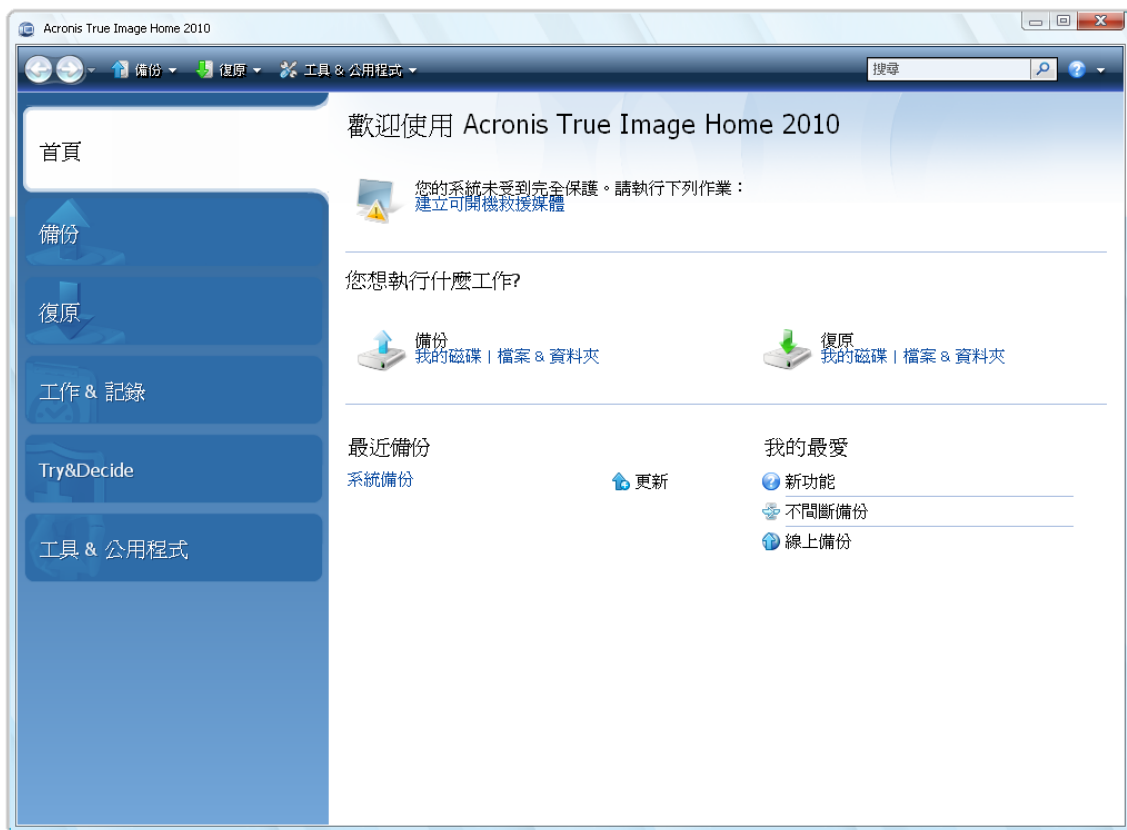 Acronis True Image Home 2010
備份 復原 工具 & 公用程式 搜尋
首頁
備份
復原
工作 & 記錄
Try&Decide
工具 & 公用程式
歡迎使用 Acronis True Image Home 2010
您的系統未受到完全保護。請執行下列作業：
建立可開機救援媒體
您想執行什麼工作?
備份
我的磁碟 | 檔案 & 資料夾
復原
我的磁碟 | 檔案 & 資料夾
最近備份
系統備份 更新
我的最愛
新功能
不間斷備份
線上備份